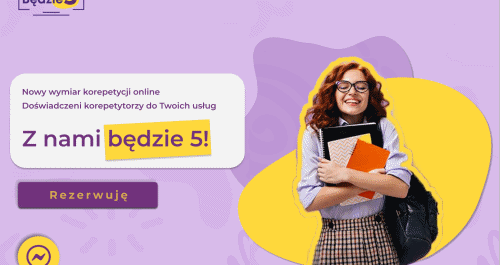 będzie 5
Nowy wymiar korepetycji online
Doświadczeni korepetytorzy do Twoich usług
Z nami będzie 5!
Rezerwuję